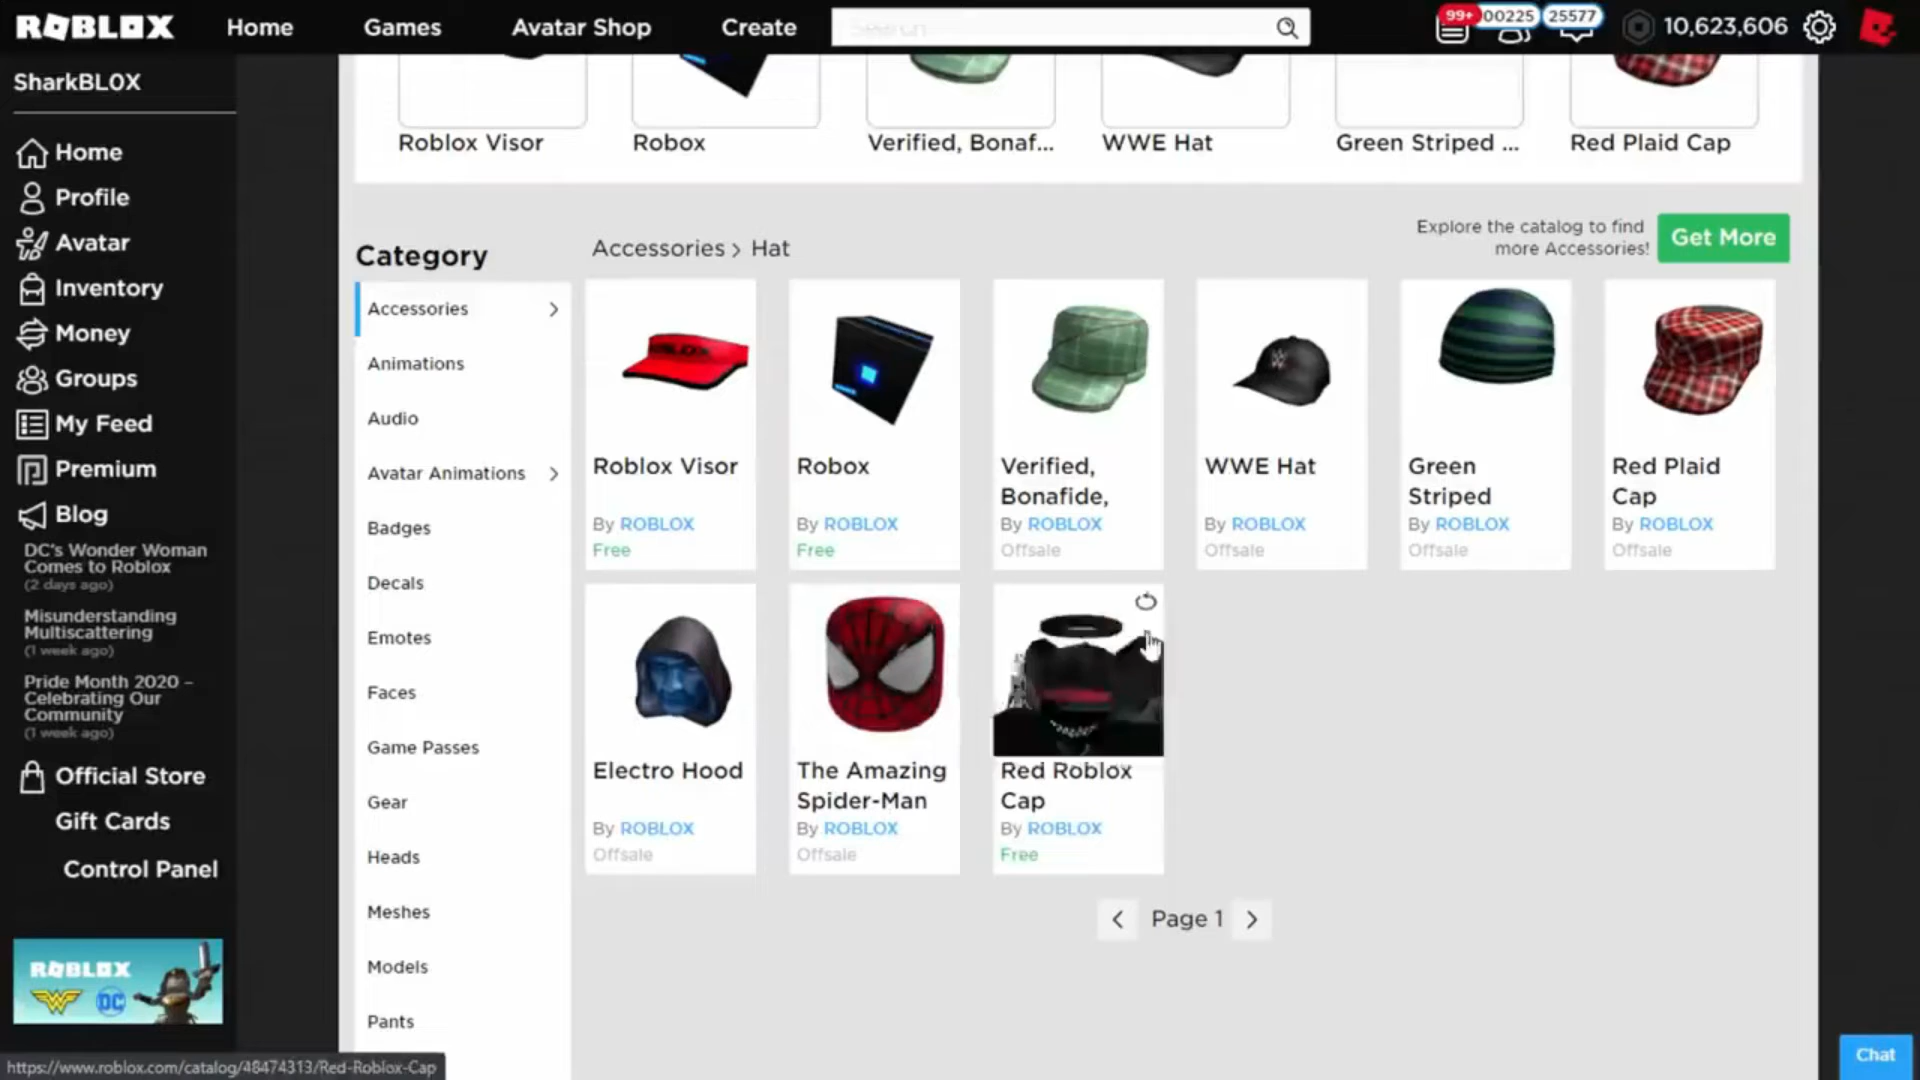 ROBLOX
Home
Games
Avatar Shop
Create
Search
99+
00225
25577
10,623,606
SharkBLOX
Home
Profile
Avatar
Inventory
Money
Groups
My Feed
Premium
Blog
DC's Wonder Woman
Comes to Roblox
(2 days ago)
Misunderstanding
Multiscattering
(1 week ago)
Pride Month 2020 –
Celebrating Our
Community
(1 week ago)
Official Store
Gift Cards
Control Panel
ROBLOX
DC
https://www.roblox.com/catalog/48474313/Red-Roblox-Cap
Roblox Visor
Robox
Verified, Bonaf...
WWE Hat
Green Striped ...
Red Plaid Cap
Explore the catalog to find
more Accessories!
Get More
Category
Accessories
Animations
Audio
Avatar Animations
Badges
Decals
Emotes
Faces
Game Passes
Gear
Heads
Meshes
Models
Pants
Accessories > Hat
Roblox Visor
By ROBLOX
Free
Robox
By ROBLOX
Free
Verified,
Bonafide,
By ROBLOX
Offsale
WWE Hat
By ROBLOX
Offsale
Green
Striped
By ROBLOX
Offsale
Red Plaid
Cap
By ROBLOX
Offsale
Electro Hood
By ROBLOX
Offsale
The Amazing
Spider-Man
By ROBLOX
Offsale
Red Roblox
Cap
By ROBLOX
Free
Page 1
Chat